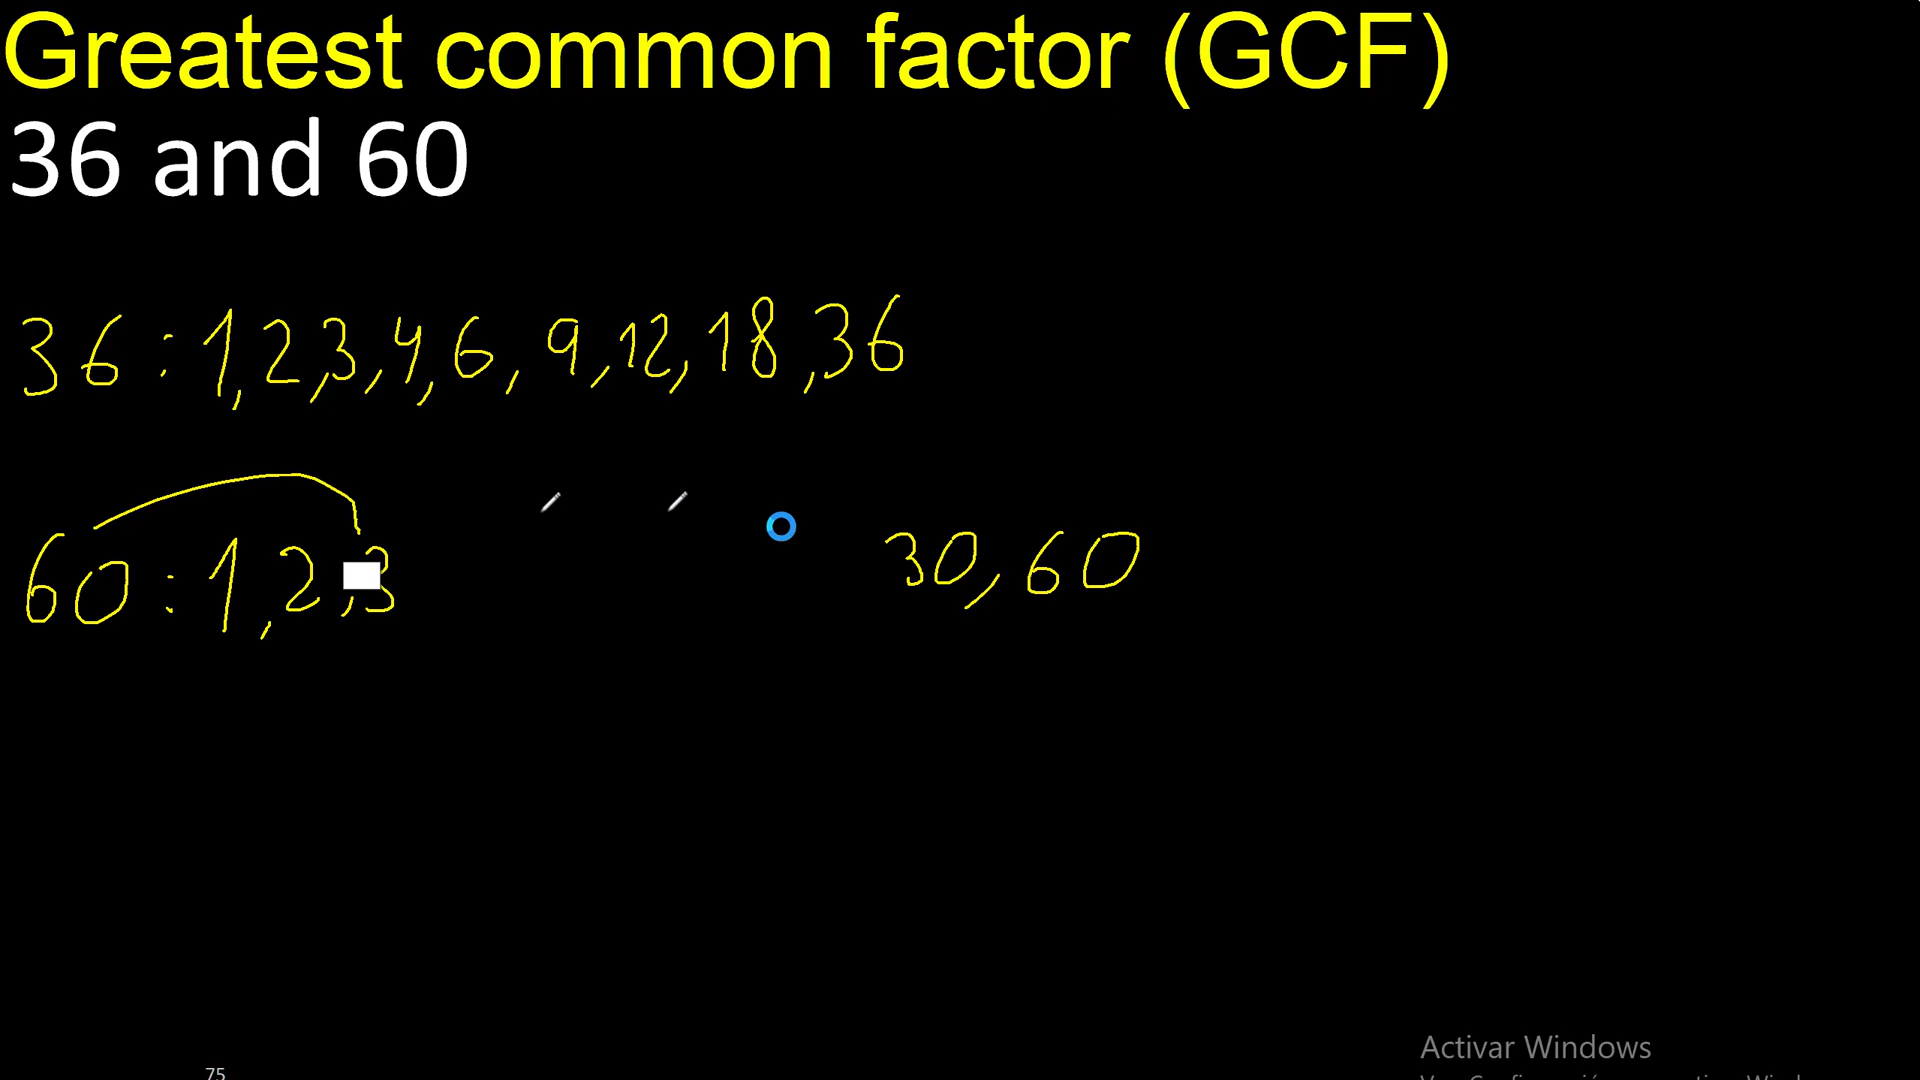 Greatest common factor (GCF)
36 and 60
36 : 1, 2, 3, 4, 6, 9, 12, 18, 36
60 : 1, 2, 3 30, 60
Activar Windows
75